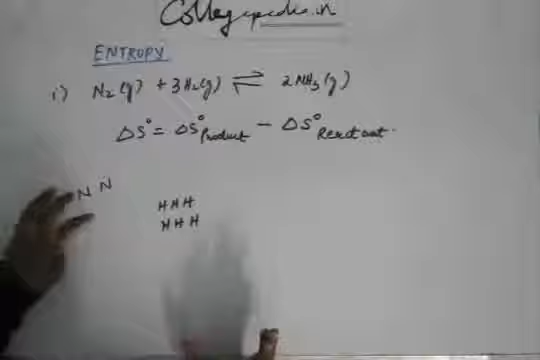 Collegepedia.in
ENTROPY
i) N₂(g) + 3H₂(g) ⇌ 2NH₃(g)
ΔS° = ΔS°Product - ΔS°Reactant.
N N
H H H
H H H